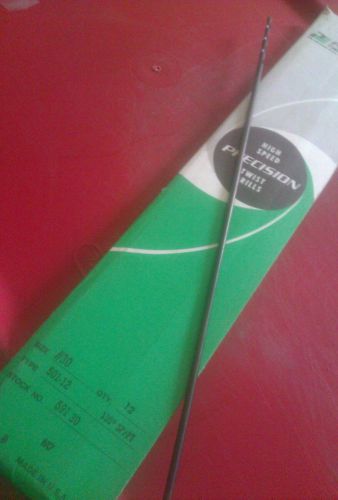 HIGH
SPEED
PRECISION
TWIST
DRILLS
SIZE #30 QTY. 12
TYPE 501-12
STOCK NO.
MADE IN U.S.A.